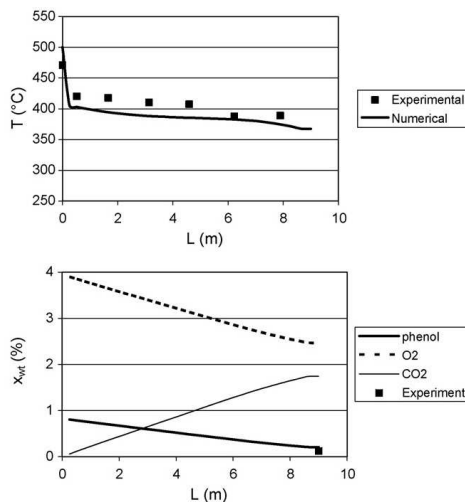 550
500
450
400
350
300
250
T (°C)
0 2 4 6 8 10
L (m)
Experimental
Numerical
4
3
2
1
0
x_wt (%)
0 2 4 6 8 10
L (m)
phenol
O2
CO2
Experiment